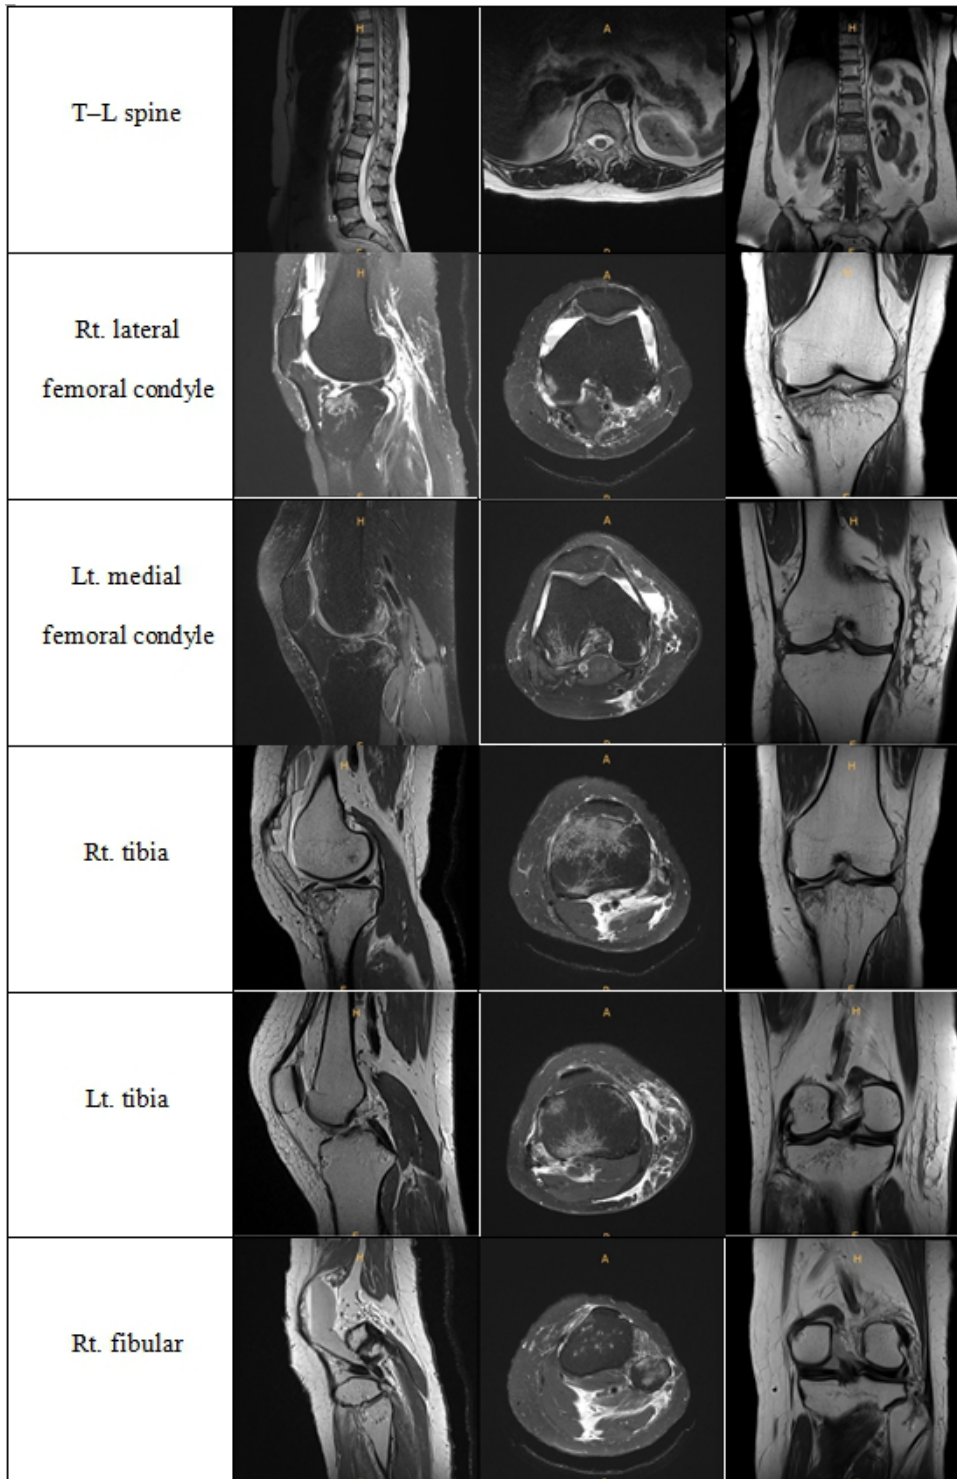 T–L spine
H
A
H
Rt. lateral
femoral condyle
H
A
H
Lt. medial
femoral condyle
H
A
H
Rt. tibia
H
A
H
Lt. tibia
H
A
H
Rt. fibular
H
A
H